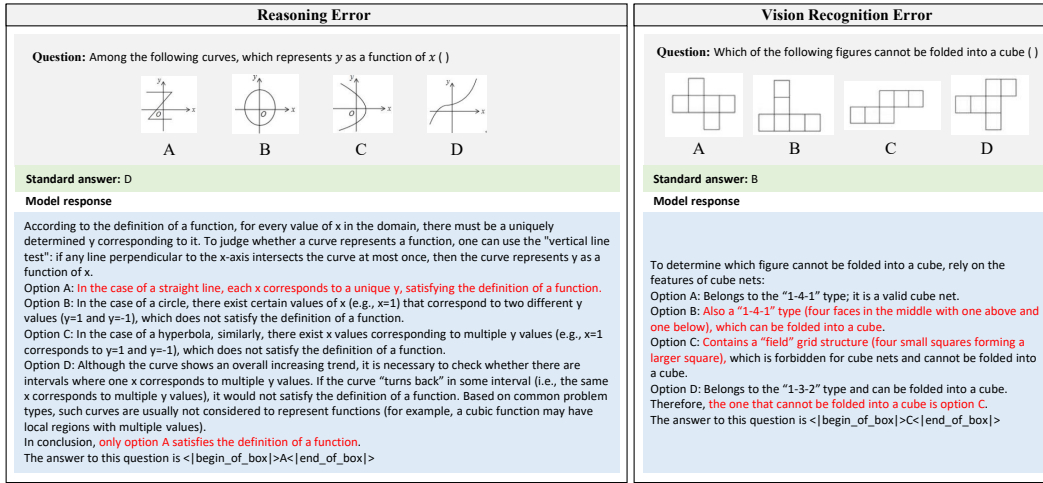 Reasoning Error
Question: Among the following curves, which represents y as a function of x ( )
y
O
x
y
O
x
y
O
x
y
O
x
A
B
C
D
Standard answer: D
Model response
According to the definition of a function, for every value of x in the domain, there must be a uniquely
determined y corresponding to it. To judge whether a curve represents a function, one can use the "vertical line
test": if any line perpendicular to the x-axis intersects the curve at most once, then the curve represents y as a
function of x.
Option A: In the case of a straight line, each x corresponds to a unique y, satisfying the definition of a function.
Option B: In the case of a circle, there exist certain values of x (e.g., x=1) that correspond to two different y
values (y=1 and y=-1), which does not satisfy the definition of a function.
Option C: In the case of a hyperbola, similarly, there exist x values corresponding to multiple y values (e.g., x=1
corresponds to y=1 and y=-1), which does not satisfy the definition of a function.
Option D: Although the curve shows an overall increasing trend, it is necessary to check whether there are
intervals where one x corresponds to multiple y values. If the curve “turns back” in some interval (i.e., the same
x corresponds to multiple y values), it would not satisfy the definition of a function. Based on common problem
types, such curves are usually not considered to represent functions (for example, a cubic function may have
local regions with multiple values).
In conclusion, only option A satisfies the definition of a function.
The answer to this question is <|begin_of_box|>A<|end_of_box|>
Vision Recognition Error
Question: Which of the following figures cannot be folded into a cube ( )
A
B
C
D
Standard answer: B
Model response
To determine which figure cannot be folded into a cube, rely on the
features of cube nets:
Option A: Belongs to the “1-4-1” type; it is a valid cube net.
Option B: Also a “1-4-1” type (four faces in the middle with one above and
one below), which can be folded into a cube.
Option C: Contains a “field” grid structure (four small squares forming a
larger square), which is forbidden for cube nets and cannot be folded into
a cube.
Option D: Belongs to the “1-3-2” type and can be folded into a cube.
Therefore, the one that cannot be folded into a cube is option C.
The answer to this question is <|begin_of_box|>C<|end_of_box|>